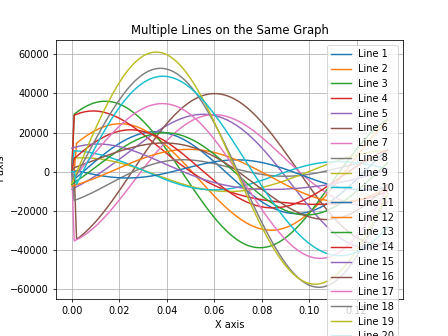 Multiple Lines on the Same Graph
60000
40000
20000
0
20000
40000
60000
0.00
0.02
0.04
0.06
0.08
0.10
X axis
Line 1
Line 2
Line 3
Line 4
Line 5
Line 6
Line 7
Line 8
Line 9
Line 10
Line 11
Line 12
Line 13
Line 14
Line 15
Line 16
Line 17
Line 18
Line 19